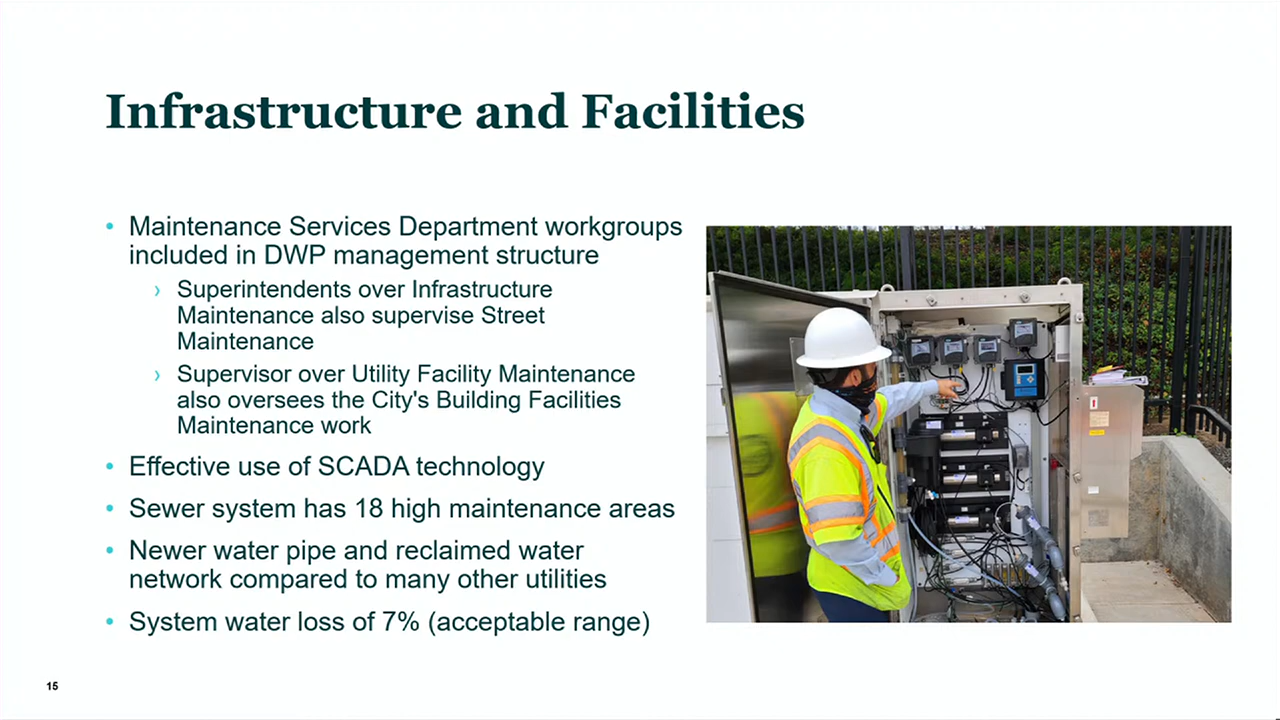 Infrastructure and Facilities
• Maintenance Services Department workgroups
included in DWP management structure
› Superintendents over Infrastructure
Maintenance also supervise Street
Maintenance
› Supervisor over Utility Facility Maintenance
also oversees the City's Building Facilities
Maintenance work
• Effective use of SCADA technology
• Sewer system has 18 high maintenance areas
• Newer water pipe and reclaimed water
network compared to many other utilities
• System water loss of 7% (acceptable range)
15